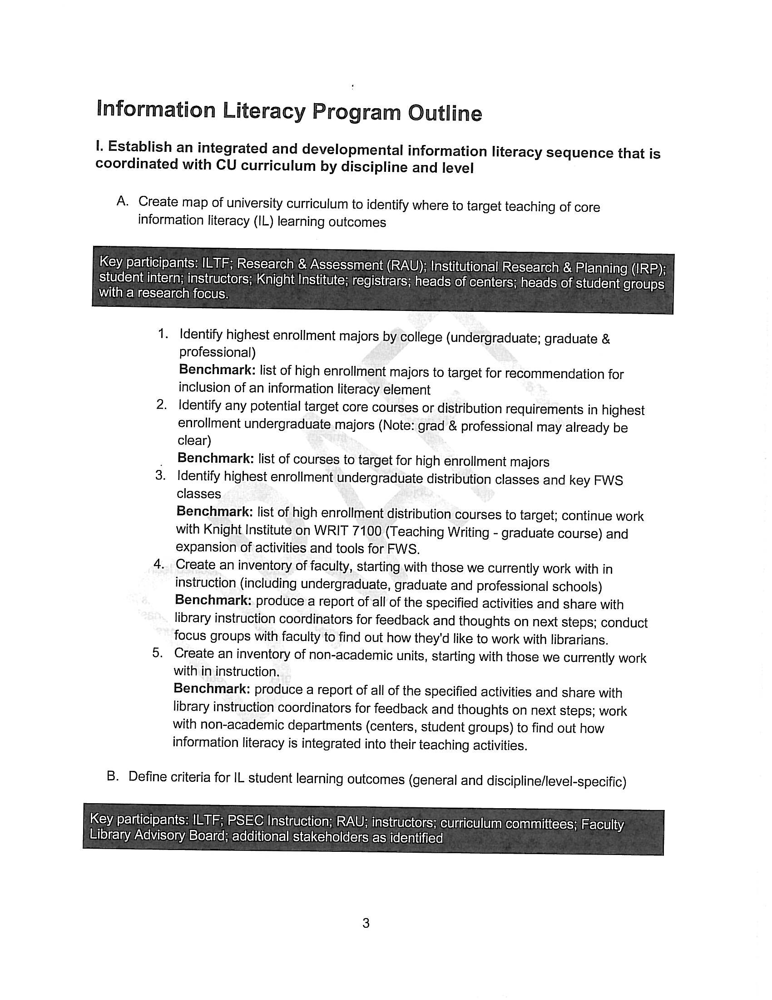 Information Literacy Program Outline
I. Establish an integrated and developmental information literacy sequence that is
coordinated with CU curriculum by discipline and level
A. Create map of university curriculum to identify where to target teaching of core
information literacy (IL) learning outcomes
Key participants: ILTF; Research & Assessment (RAU); Institutional Research & Planning (IRP);
student intern; instructors; Knight Institute; registrars; heads of centers; heads of student groups
with a research focus.
1. Identify highest enrollment majors by college (undergraduate; graduate &
professional)
Benchmark: list of high enrollment majors to target for recommendation for
inclusion of an information literacy element
2. Identify any potential target core courses or distribution requirements in highest
enrollment undergraduate majors (Note: grad & professional may already be
clear)
Benchmark: list of courses to target for high enrollment majors
3. Identify highest enrollment undergraduate distribution classes and key FWS
classes
Benchmark: list of high enrollment distribution courses to target; continue work
with Knight Institute on WRIT 7100 (Teaching Writing - graduate course) and
expansion of activities and tools for FWS.
4. Create an inventory of faculty, starting with those we currently work with in
instruction (including undergraduate, graduate and professional schools)
Benchmark: produce a report of all of the specified activities and share with
library instruction coordinators for feedback and thoughts on next steps; conduct
focus groups with faculty to find out how they'd like to work with librarians.
5. Create an inventory of non-academic units, starting with those we currently work
with in instruction.
Benchmark: produce a report of all of the specified activities and share with
library instruction coordinators for feedback and thoughts on next steps; work
with non-academic departments (centers, student groups) to find out how
information literacy is integrated into their teaching activities.
B. Define criteria for IL student learning outcomes (general and discipline/level-specific)
Key participants: ILTF; PSEC Instruction; RAU; instructors; curriculum committees; Faculty
Library Advisory Board; additional stakeholders as identified
3
DRAFT